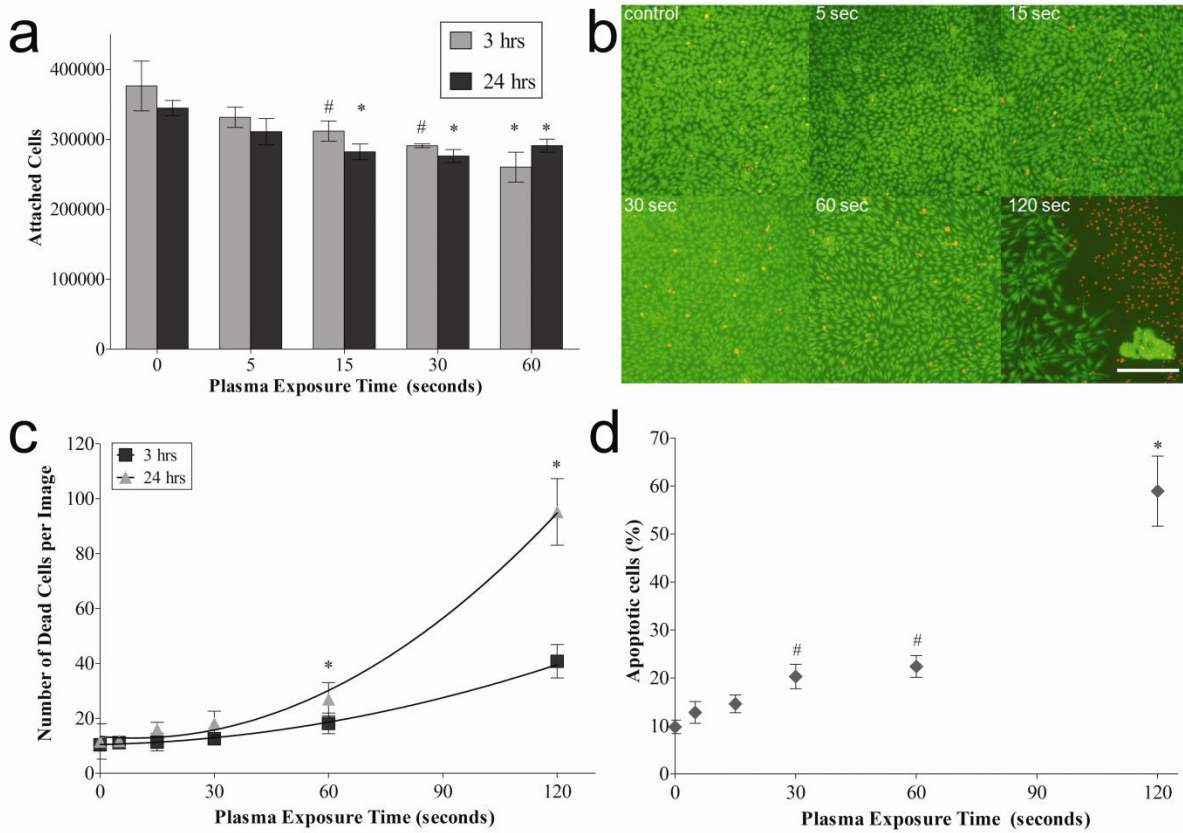 a
3 hrs
24 hrs
400000
300000
200000
100000
0
Attached Cells
# * # * * *
0 5 15 30 60
Plasma Exposure Time (seconds)
b
control 5 sec 15 sec
30 sec 60 sec 120 sec
c
3 hrs
24 hrs
120
100
80
60
40
20
0
Number of Dead Cells per Image
* *
0 30 60 90 120
Plasma Exposure Time (seconds)
d
70
60
50
40
30
20
10
0
Apoptotic cells (%)
# # *
0 30 60 90 120
Plasma Exposure Time (seconds)